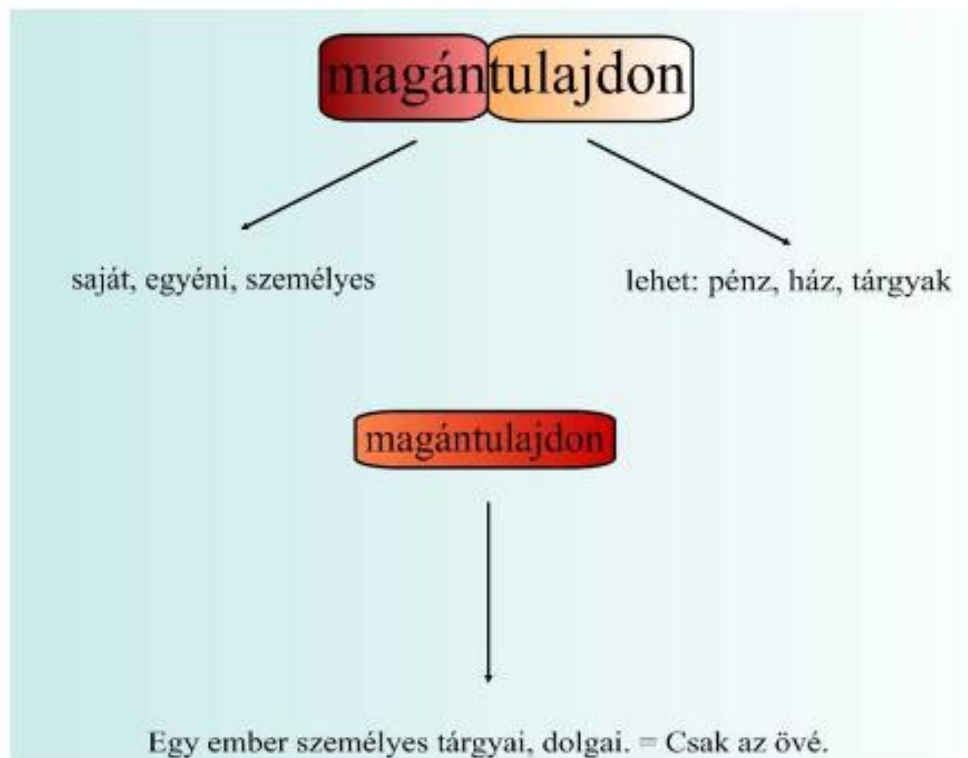 magántulajdon
saját, egyéni, személyes
lehet: pénz, ház, tárgyak
magántulajdon
Egy ember személyes tárgyai, dolgai. = Csak az övé.